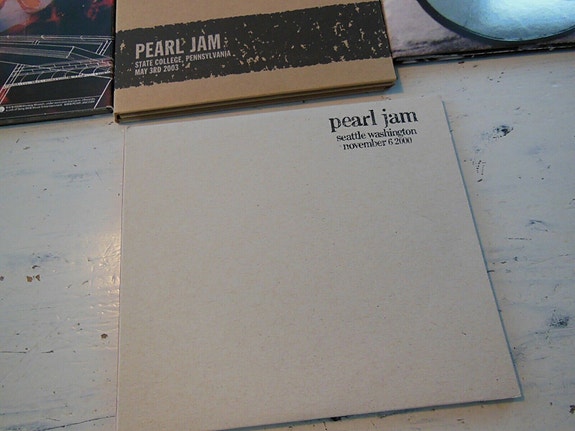 PEARL JAM
STATE COLLEGE, PENNSYLVANIA
MAY 3RD 2003
pearl jam
seattle washington
november 6 2000